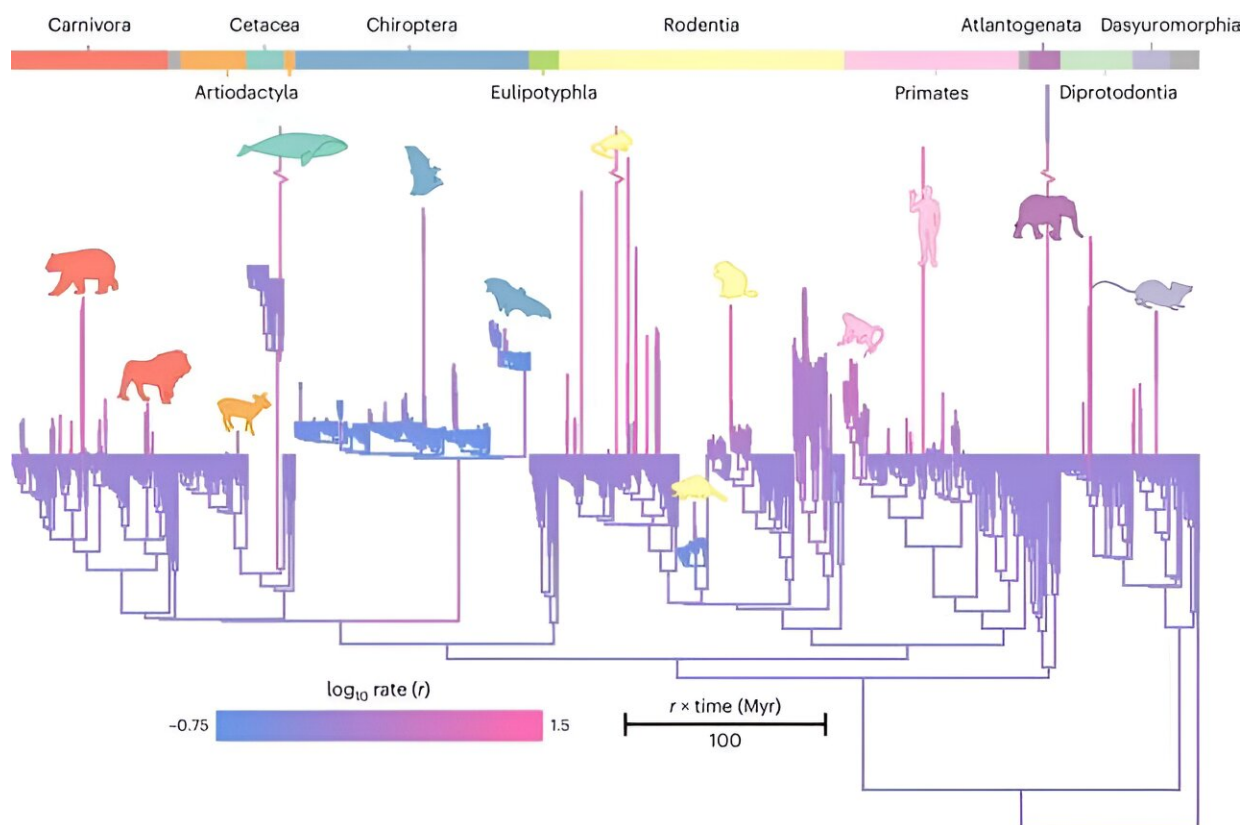 Carnivora
Cetacea
Chiroptera
Rodentia
Atlantogenata
Dasyuromorphia
Artiodactyla
Eulipotyphla
Primates
Diprotodontia
log₁₀ rate (r)
−0.75
1.5
r × time (Myr)
100